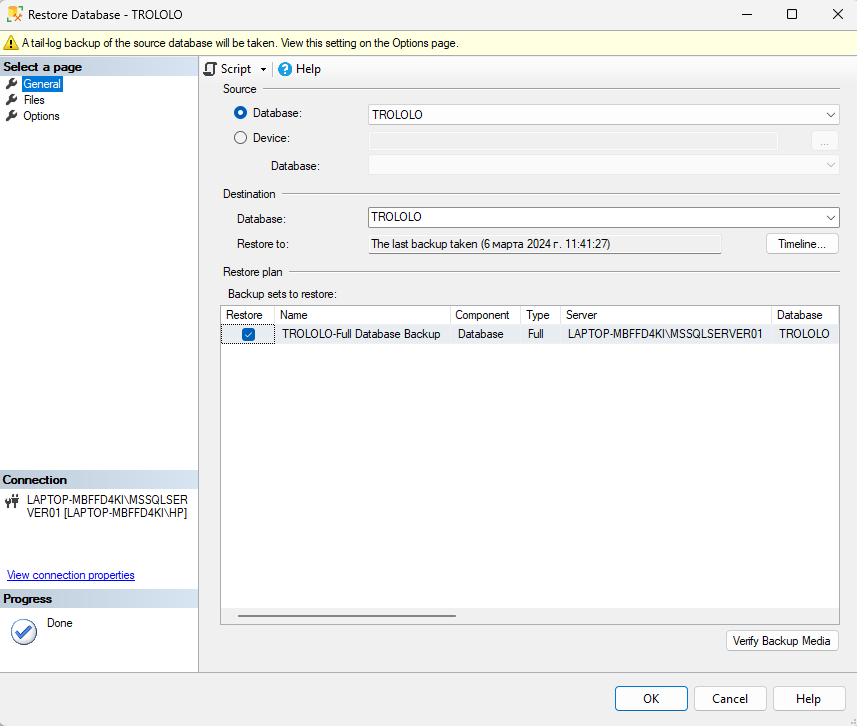 Restore Database - TROLOLO
A tail-log backup of the source database will be taken. View this setting on the Options page.
Select a page
General
Files
Options
Script
Help
Source
Database:
TROLOLO
Device:
...
Database:
Destination
Database:
TROLOLO
Restore to:
The last backup taken (6 марта 2024 г. 11:41:27)
Timeline...
Restore plan
Backup sets to restore:
Restore Name Component Type Server Database
TROLOLO-Full Database Backup Database Full LAPTOP-MBFFD4KI\MSSQLSERVER01 TROLOLO
Connection
LAPTOP-MBFFD4KI\MSSQLSER
VER01 [LAPTOP-MBFFD4KI\HP]
View connection properties
Progress
Done
Verify Backup Media
OK
Cancel
Help